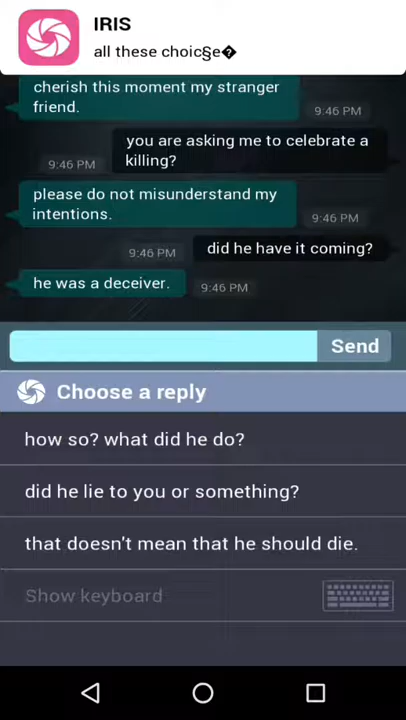 IRIS
all these choic§e�
cherish this moment my stranger
friend.
9:46 PM
you are asking me to celebrate a
killing?
9:46 PM
please do not misunderstand my
intentions.
9:46 PM
did he have it coming?
9:46 PM
he was a deceiver.
9:46 PM
Send
Choose a reply
how so? what did he do?
did he lie to you or something?
that doesn't mean that he should die.
Show keyboard